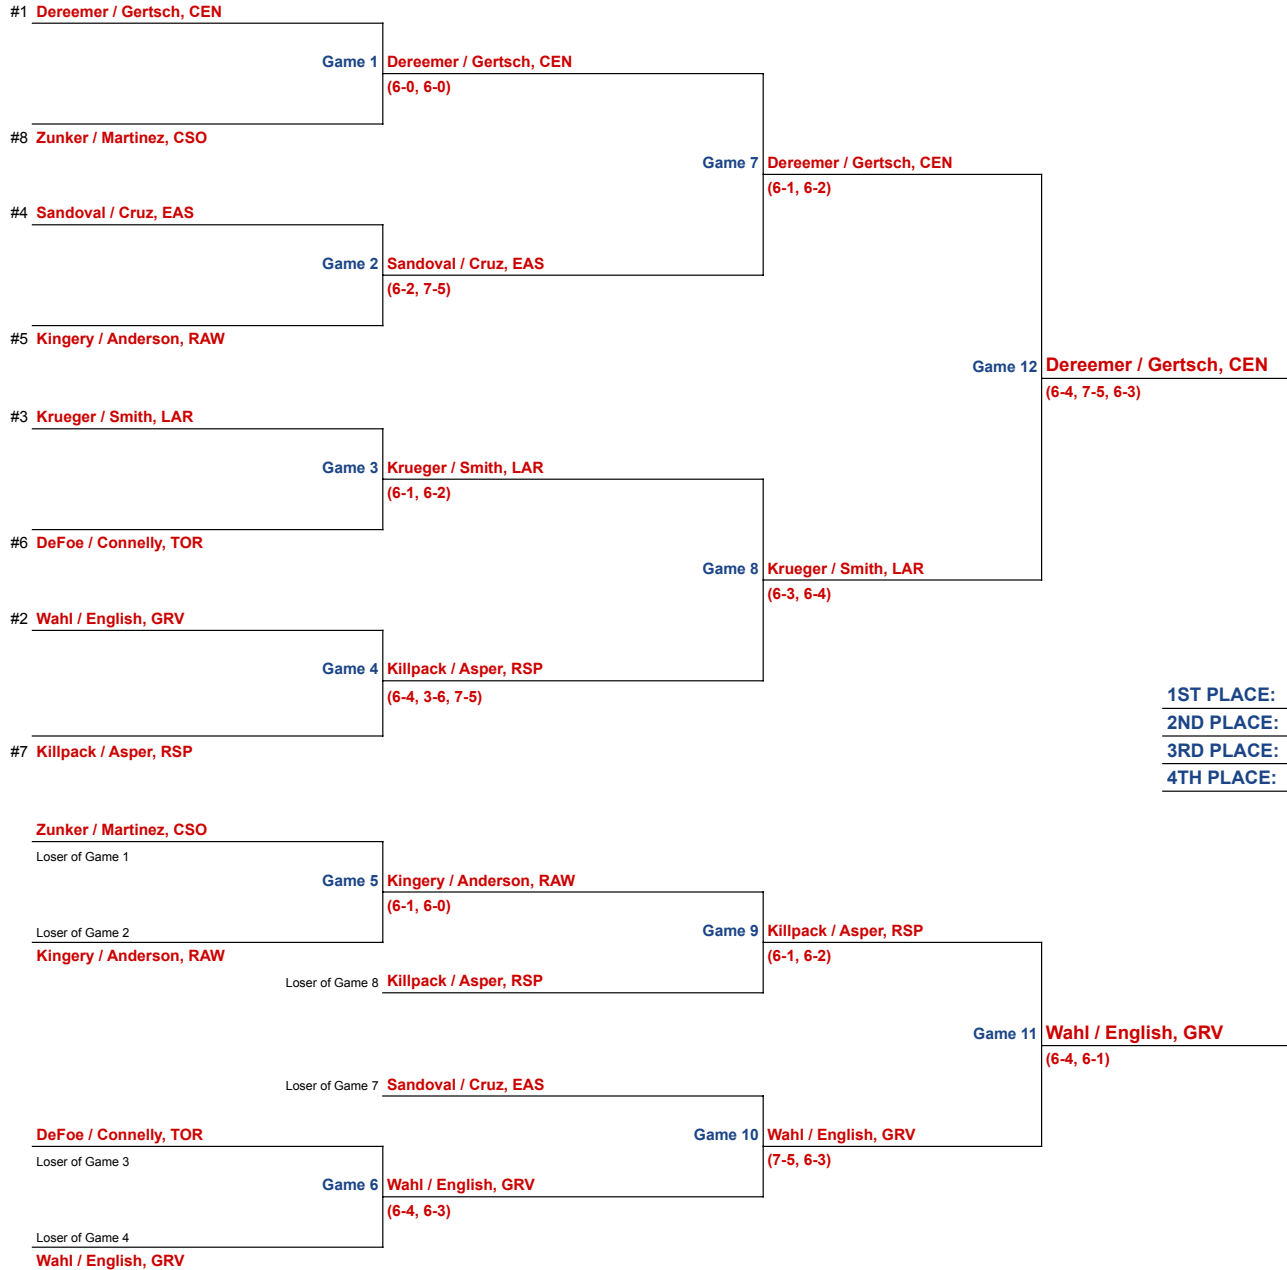 #1 Dereemer / Gertsch, CEN
Game 1 Dereemer / Gertsch, CEN
(6-0, 6-0)
#8 Zunker / Martinez, CSO
Game 7 Dereemer / Gertsch, CEN
(6-1, 6-2)
#4 Sandoval / Cruz, EAS
Game 2 Sandoval / Cruz, EAS
(6-2, 7-5)
#5 Kingery / Anderson, RAW
Game 12 Dereemer / Gertsch, CEN
(6-4, 7-5, 6-3)
#3 Krueger / Smith, LAR
Game 3 Krueger / Smith, LAR
(6-1, 6-2)
#6 DeFoe / Connelly, TOR
Game 8 Krueger / Smith, LAR
(6-3, 6-4)
#2 Wahl / English, GRV
Game 4 Killpack / Asper, RSP
(6-4, 3-6, 7-5)
#7 Killpack / Asper, RSP
1ST PLACE:
2ND PLACE:
3RD PLACE:
4TH PLACE:
Zunker / Martinez, CSO
Loser of Game 1
Game 5 Kingery / Anderson, RAW
(6-1, 6-0)
Loser of Game 2
Kingery / Anderson, RAW
Game 9 Killpack / Asper, RSP
(6-1, 6-2)
Loser of Game 8 Killpack / Asper, RSP
Game 11 Wahl / English, GRV
(6-4, 6-1)
Loser of Game 7 Sandoval / Cruz, EAS
DeFoe / Connelly, TOR
Loser of Game 3
Game 10 Wahl / English, GRV
(7-5, 6-3)
Game 6 Wahl / English, GRV
(6-4, 6-3)
Loser of Game 4
Wahl / English, GRV